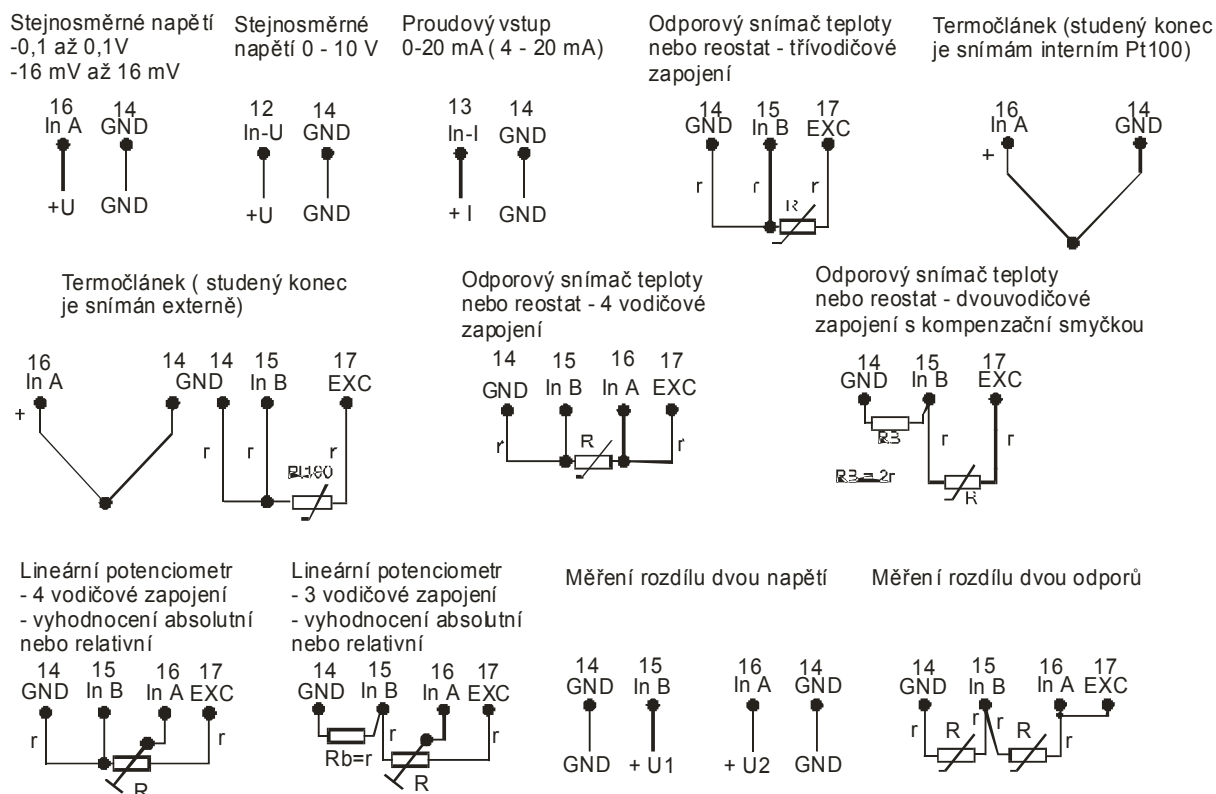 Stejnosměrné napětí
-0,1 až 0,1V
-16 mV až 16 mV
16 14
In A GND
+U GND
Stejnosměrné
napětí 0 - 10 V
12 14
In-U GND
+U GND
Proudový vstup
0-20 mA ( 4 - 20 mA)
13 14
In-I GND
+ I GND
Odporový snímač teploty
nebo reostat - třívodičové
zapojení
14 15 17
GND In B EXC
r r r
R
Termočlánek (studený konec
je snímám interním Pt100)
16 14
In A GND
+
Termočlánek ( studený konec
je snímán externě)
16 14 14 15 17
In A GND In B EXC
+
r r r
Odporový snímač teploty
nebo reostat - 4 vodičové
zapojení
14 15 16 17
GND In B In A EXC
r R r
Odporový snímač teploty
nebo reostat - dvouvodičové
zapojení s kompenzační smyčkou
14 15 17
GND In B EXC
r r
R
Lineární potenciometr
- 4 vodičové zapojení
- vyhodnocení absolutní
nebo relativní
14 15 16 17
GND In B In A EXC
r r
R
Lineární potenciometr
- 3 vodičové zapojení
- vyhodnocení absolutní
nebo relativní
14 15 16 17
GND In B In A EXC
r r
Rb=r
R
Měření rozdílu dvou napětí
14 15 16 14
GND In B In A GND
GND + U1 + U2 GND
Měření rozdílu dvou odporů
14 15 16 17
GND In B In A EXC
r R r R r